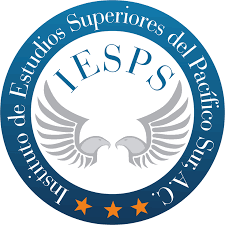 Instituto de Estudios Superiores del Pacífico Sur, A.C.
IESPS